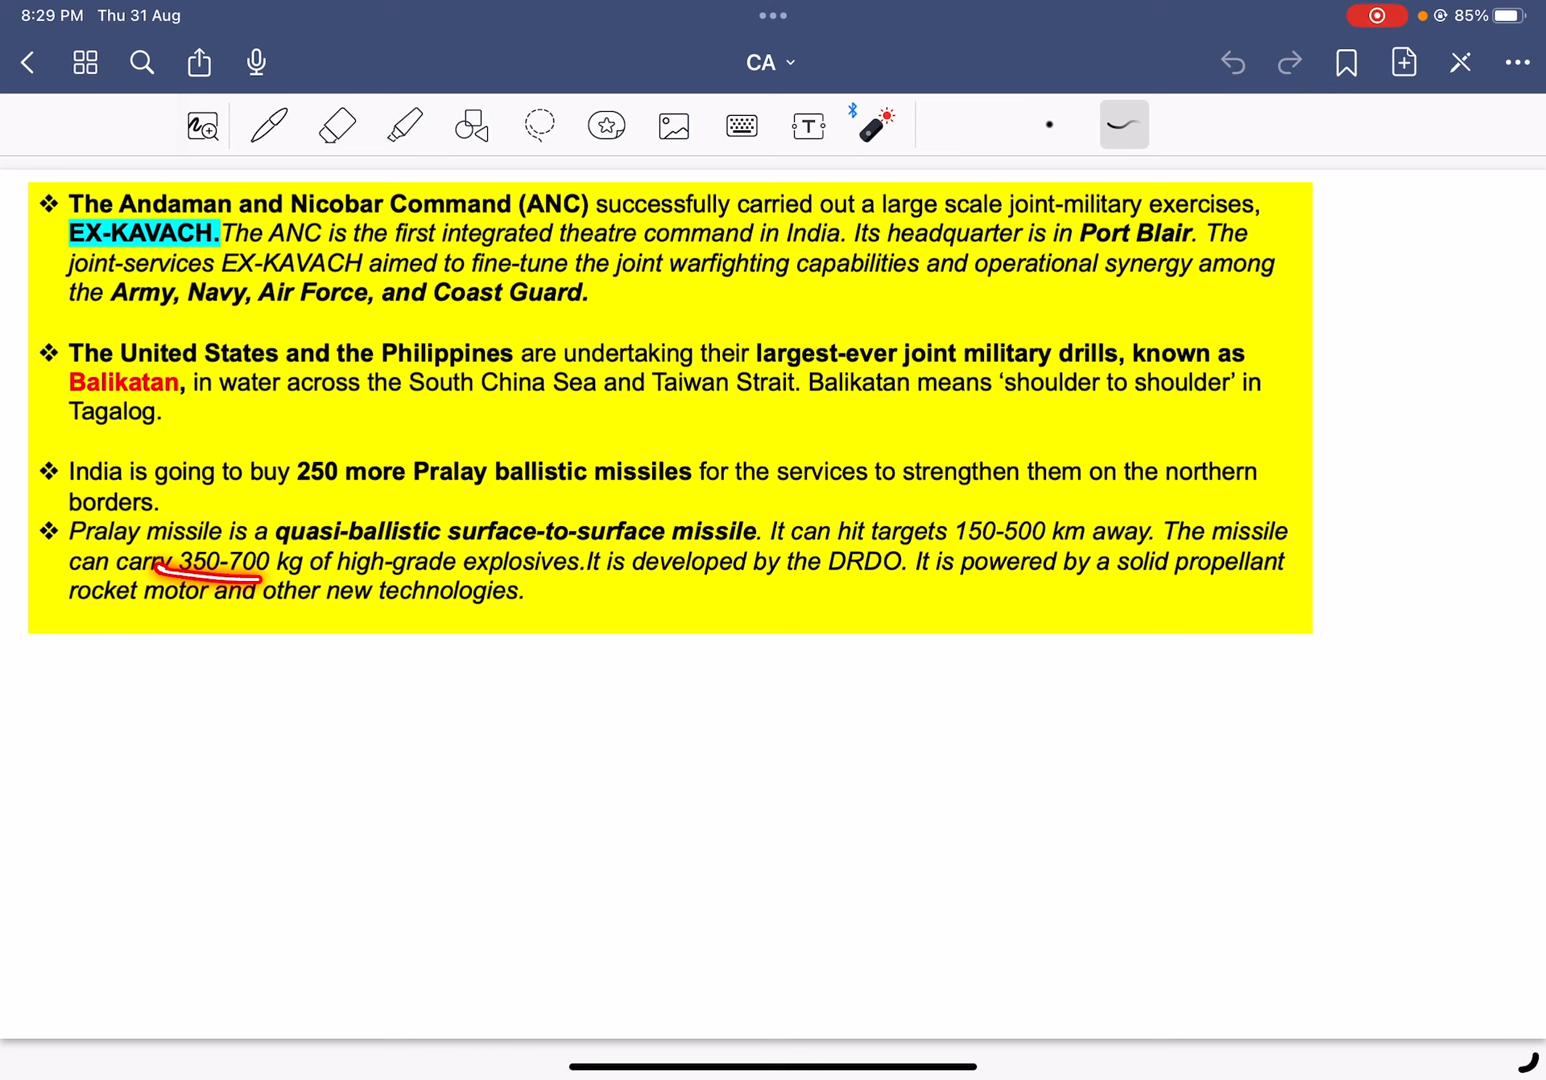 8:29 PM Thu 31 Aug
85%
CA
T
❖ The Andaman and Nicobar Command (ANC) successfully carried out a large scale joint-military exercises,
EX-KAVACH.The ANC is the first integrated theatre command in India. Its headquarter is in Port Blair. The
joint-services EX-KAVACH aimed to fine-tune the joint warfighting capabilities and operational synergy among
the Army, Navy, Air Force, and Coast Guard.
❖ The United States and the Philippines are undertaking their largest-ever joint military drills, known as
Balikatan, in water across the South China Sea and Taiwan Strait. Balikatan means ‘shoulder to shoulder’ in
Tagalog.
❖ India is going to buy 250 more Pralay ballistic missiles for the services to strengthen them on the northern
borders.
❖ Pralay missile is a quasi-ballistic surface-to-surface missile. It can hit targets 150-500 km away. The missile
can carry 350-700 kg of high-grade explosives.It is developed by the DRDO. It is powered by a solid propellant
rocket motor and other new technologies.